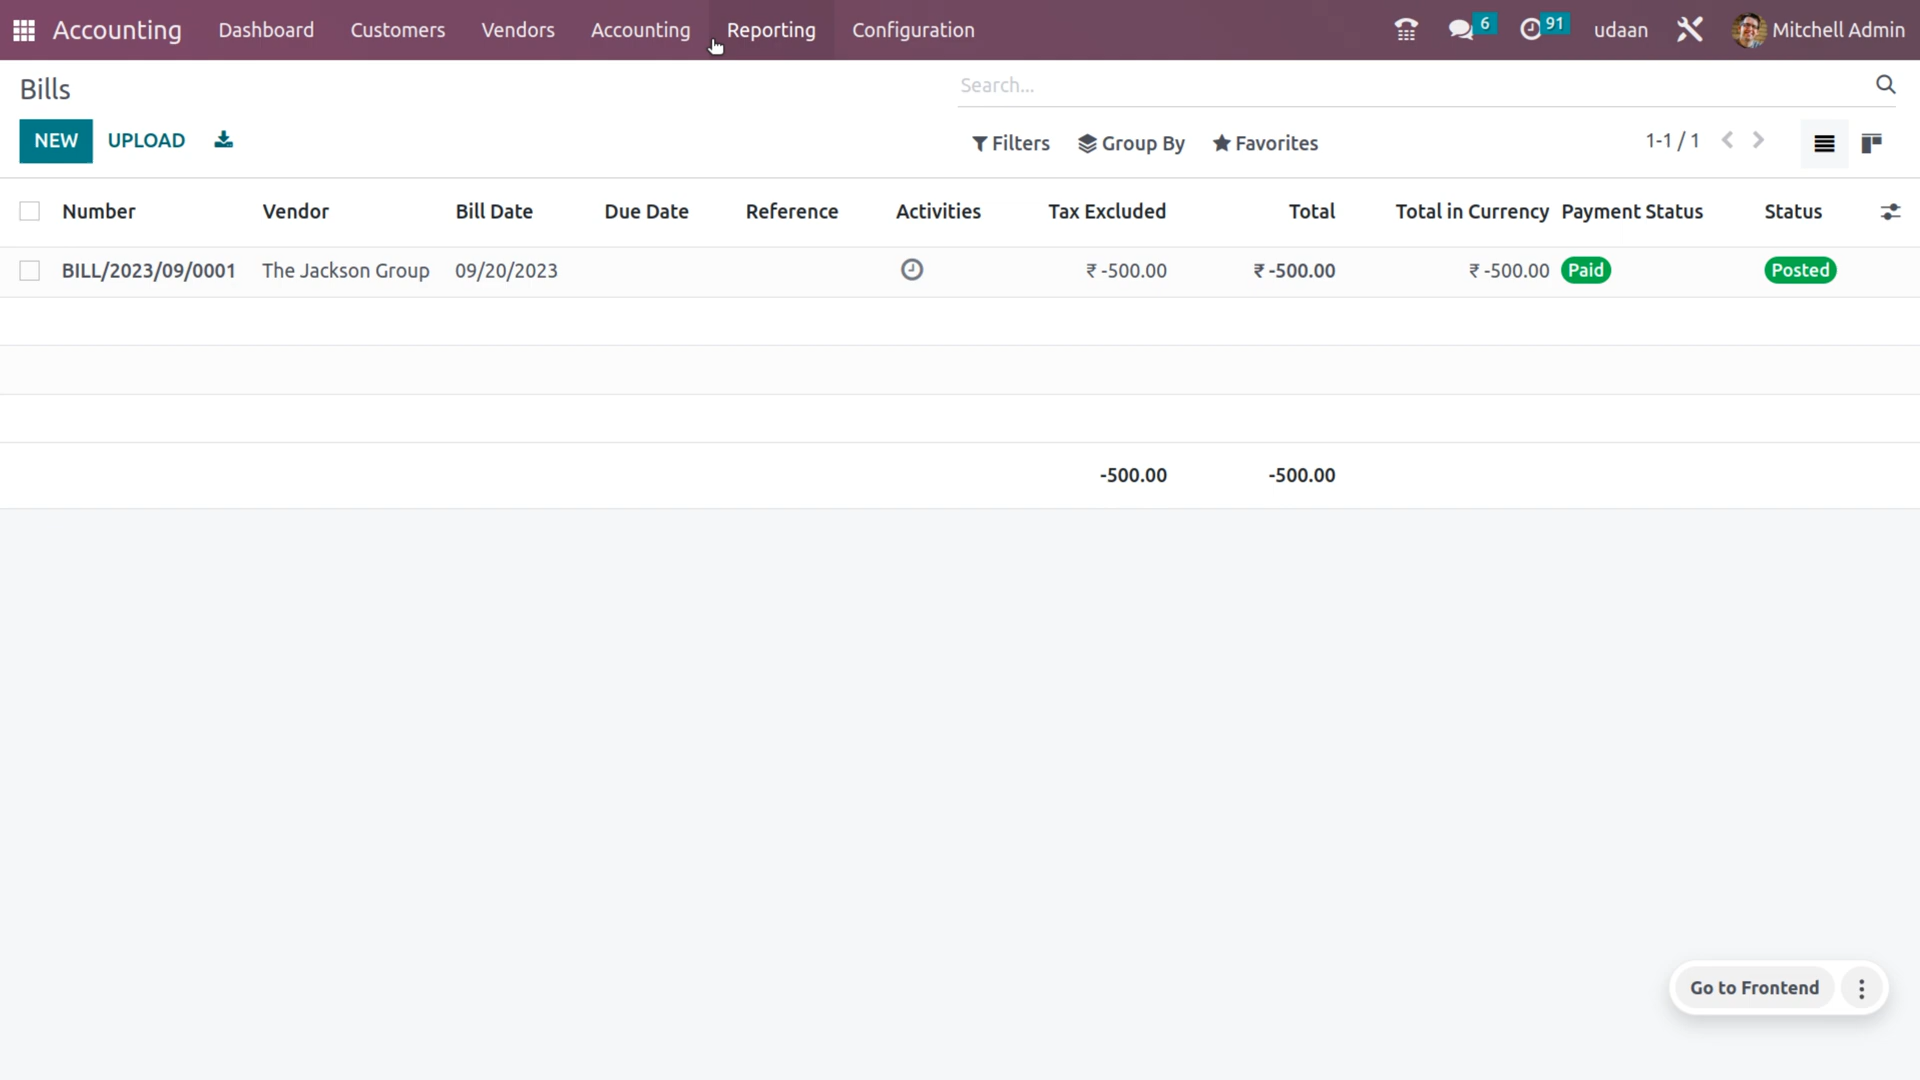 Accounting Dashboard Customers Vendors Accounting Reporting Configuration 6 91 udaan Mitchell Admin
Bills Search...
NEW UPLOAD Filters Group By Favorites 1-1 / 1
Number Vendor Bill Date Due Date Reference Activities Tax Excluded Total Total in Currency Payment Status Status
BILL/2023/09/0001 The Jackson Group 09/20/2023 ₹ -500.00 ₹ -500.00 ₹ -500.00 Paid Posted
-500.00 -500.00
Go to Frontend